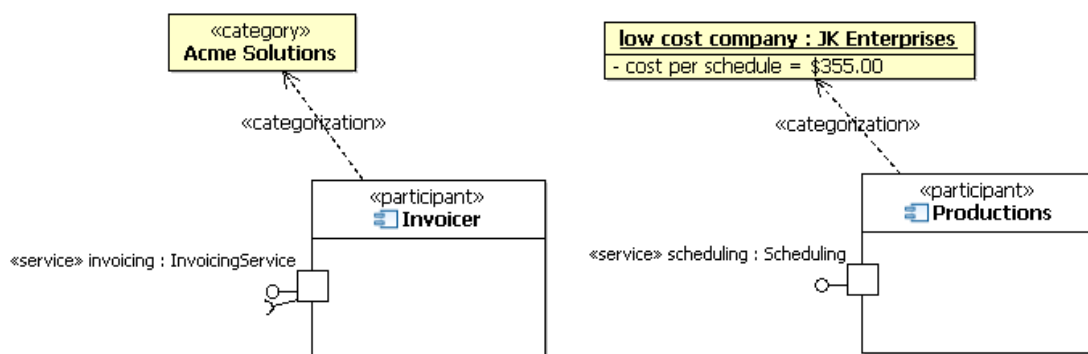 «category»
Acme Solutions
low cost company : JK Enterprises
- cost per schedule = $355.00
«categorization»
«categorization»
«participant»
Invoicer
«participant»
Productions
«service» invoicing : InvoicingService
«service» scheduling : Scheduling